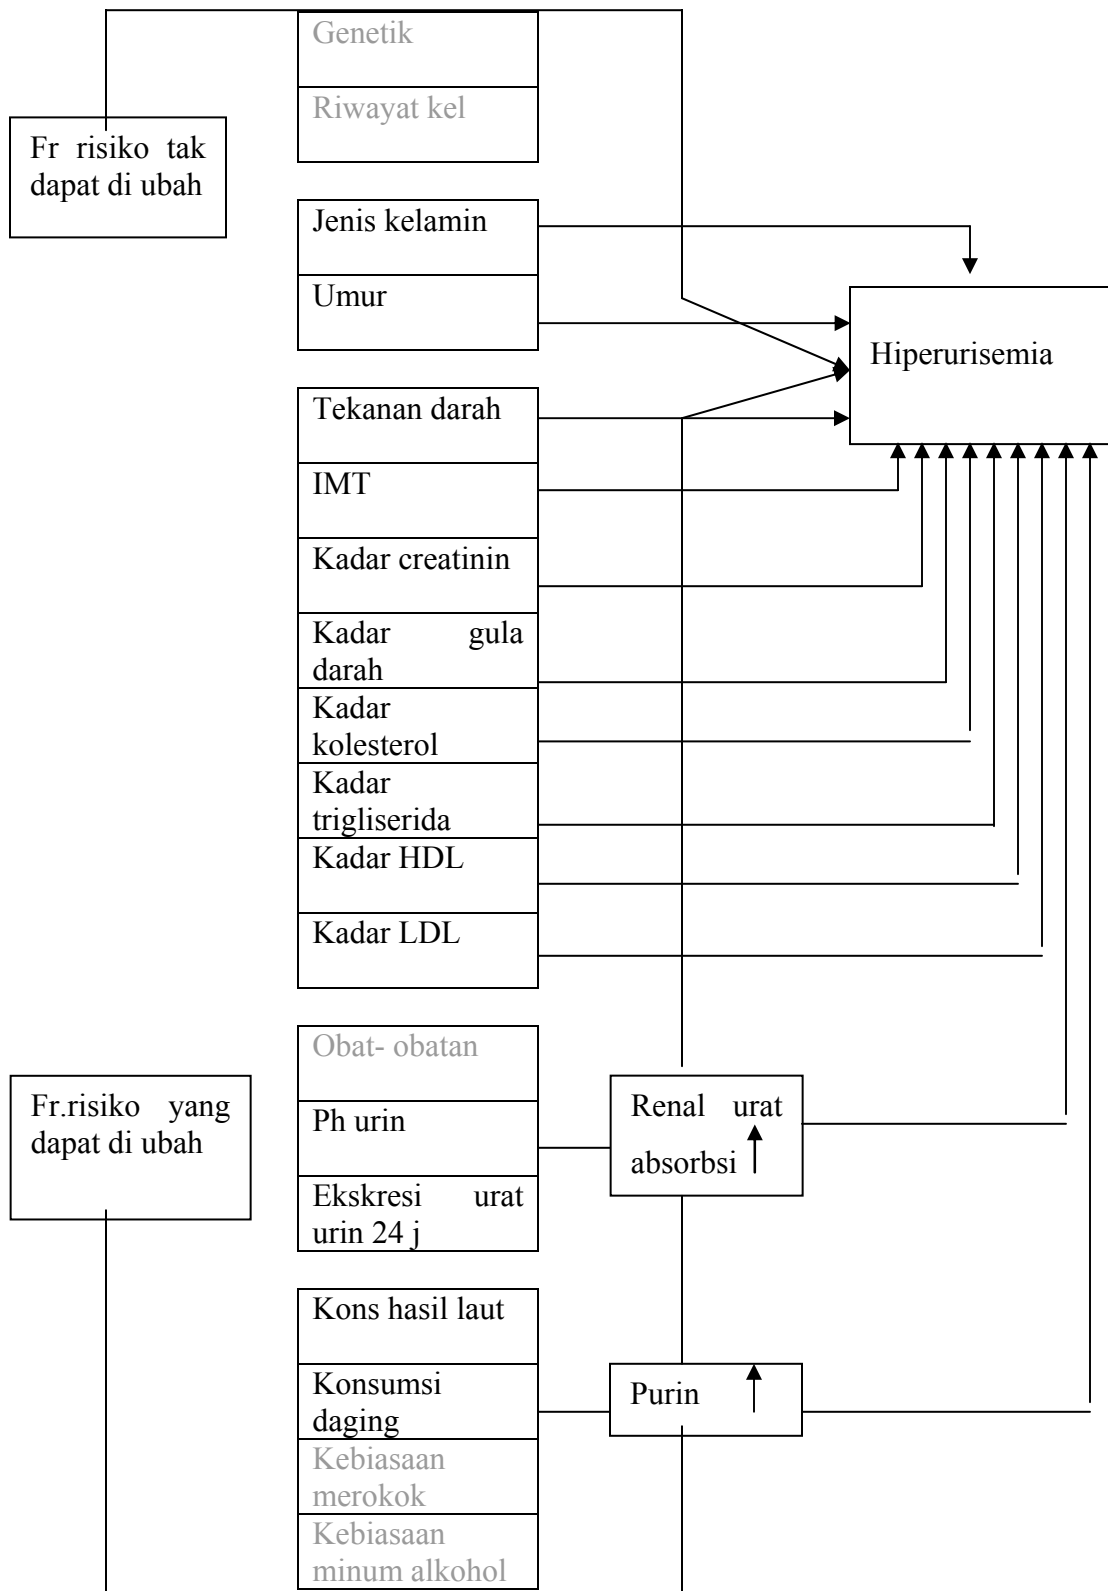 Genetik
Riwayat kel
Fr risiko tak
dapat di ubah
Jenis kelamin
Umur
Hiperurisemia
Tekanan darah
IMT
Kadar creatinin
Kadar gula
darah
Kadar
kolesterol
Kadar
trigliserida
Kadar HDL
Kadar LDL
Obat- obatan
Fr.risiko yang
dapat di ubah
Ph urin
Ekskresi urat
urin 24 j
Renal urat
absorbsi
Kons hasil laut
Konsumsi
daging
Purin
Kebiasaan
merokok
Kebiasaan
minum alkohol